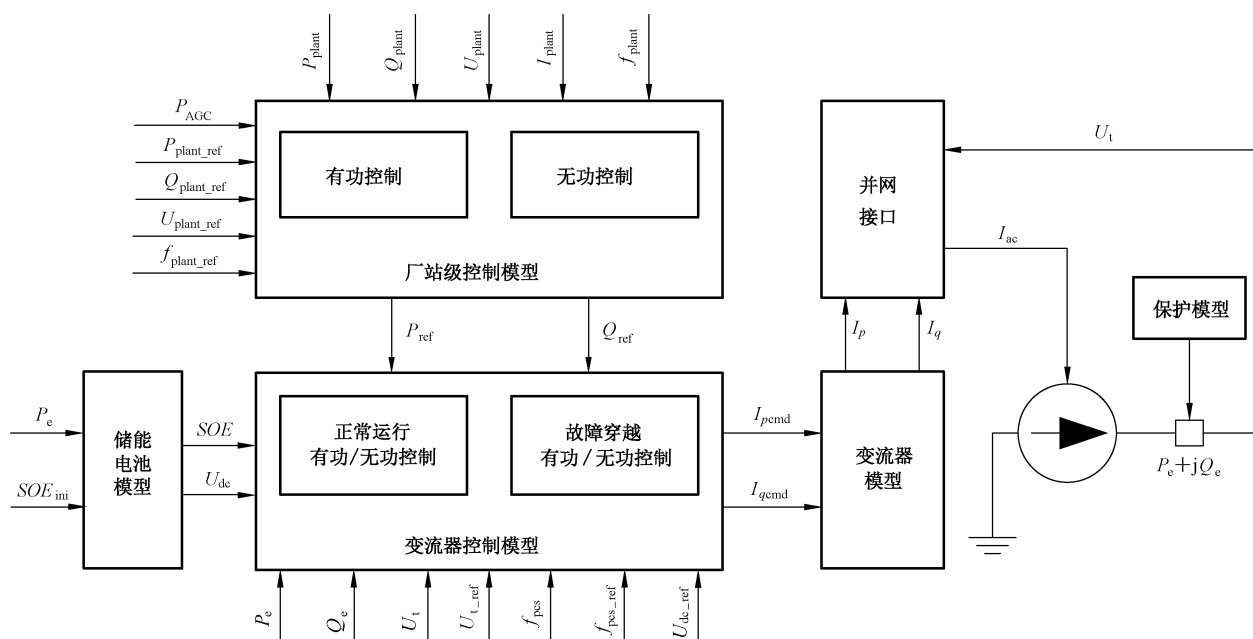 P_plant
Q_plant
U_plant
I_plant
f_plant
P_AGC
P_plant_ref
Q_plant_ref
U_plant_ref
f_plant_ref
有功控制
无功控制
厂站级控制模型
并网
接口
U_t
I_ac
保护模型
P_ref
Q_ref
I_p
I_q
P_e
SOE_ini
储能
电池
模型
SOE
U_dc
正常运行
有功/无功控制
故障穿越
有功/无功控制
变流器控制模型
I_pcmd
I_qcmd
变流器
模型
P_e+jQ_e
P_e
Q_e
U_t
U_t_ref
f_pcs
f_pcs_ref
U_dc_ref